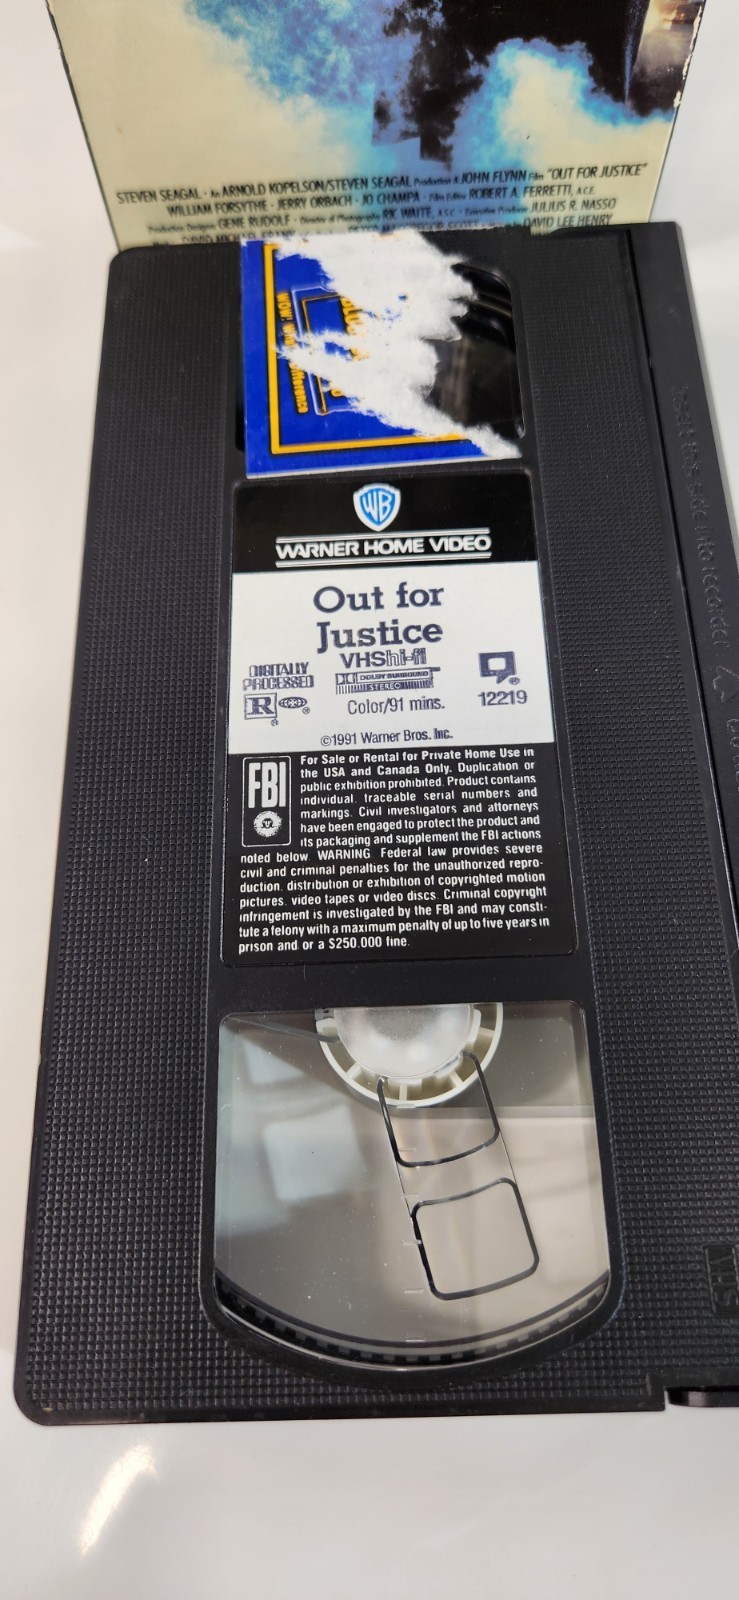 STEVEN SEAGAL · An ARNOLD KOPELSON/STEVEN SEAGAL Production A JOHN FLYNN Film "OUT FOR JUSTICE"
WILLIAM FORSYTHE · JERRY ORBACH · JO CHAMPA · Film Editor ROBERT A. FERRETTI, A.C.E.
Production Designer GENE RUDOLF · Director of Photography RIC WAITE, A.S.C. · Executive Producer JULIUS R. NASSO
DAVID LEE HENRY
WOW! fference
WB
WARNER HOME VIDEO
Out for
Justice
VHS hi-fi
DIGITALLY
PROCESSED
DOLBY SURROUND
STEREO
R
Color/91 mins.
12219
©1991 Warner Bros. Inc.
FBI
For Sale or Rental for Private Home Use in
the USA and Canada Only. Duplication or
public exhibition prohibited. Product contains
individual, traceable serial numbers and
markings. Civil investigators and attorneys
have been engaged to protect the product and
its packaging and supplement the FBI actions
noted below. WARNING. Federal law provides severe
civil and criminal penalties for the unauthorized repro-
duction, distribution or exhibition of copyrighted motion
pictures, video tapes or video discs. Criminal copyright
infringement is investigated by the FBI and may consti-
tute a felony with a maximum penalty of up to five years in
prison and or a $250.000 fine.
Insert this side into recorder
VHS